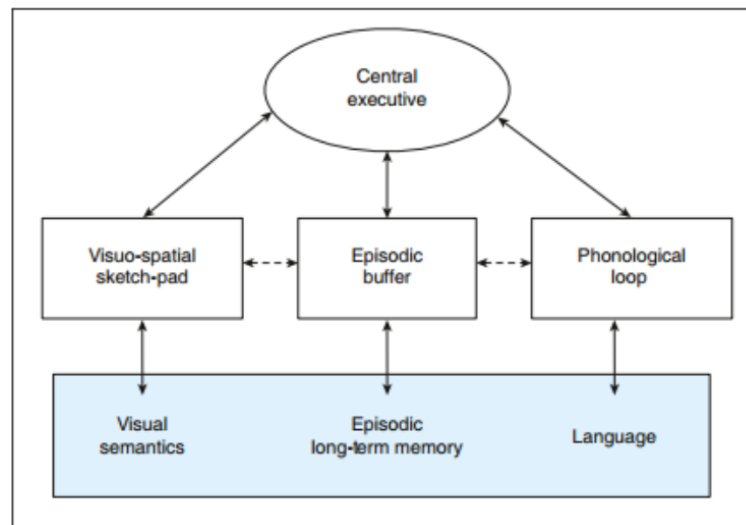 Central
executive
Visuo-spatial
sketch-pad
Episodic
buffer
Phonological
loop
Visual
semantics
Episodic
long-term memory
Language